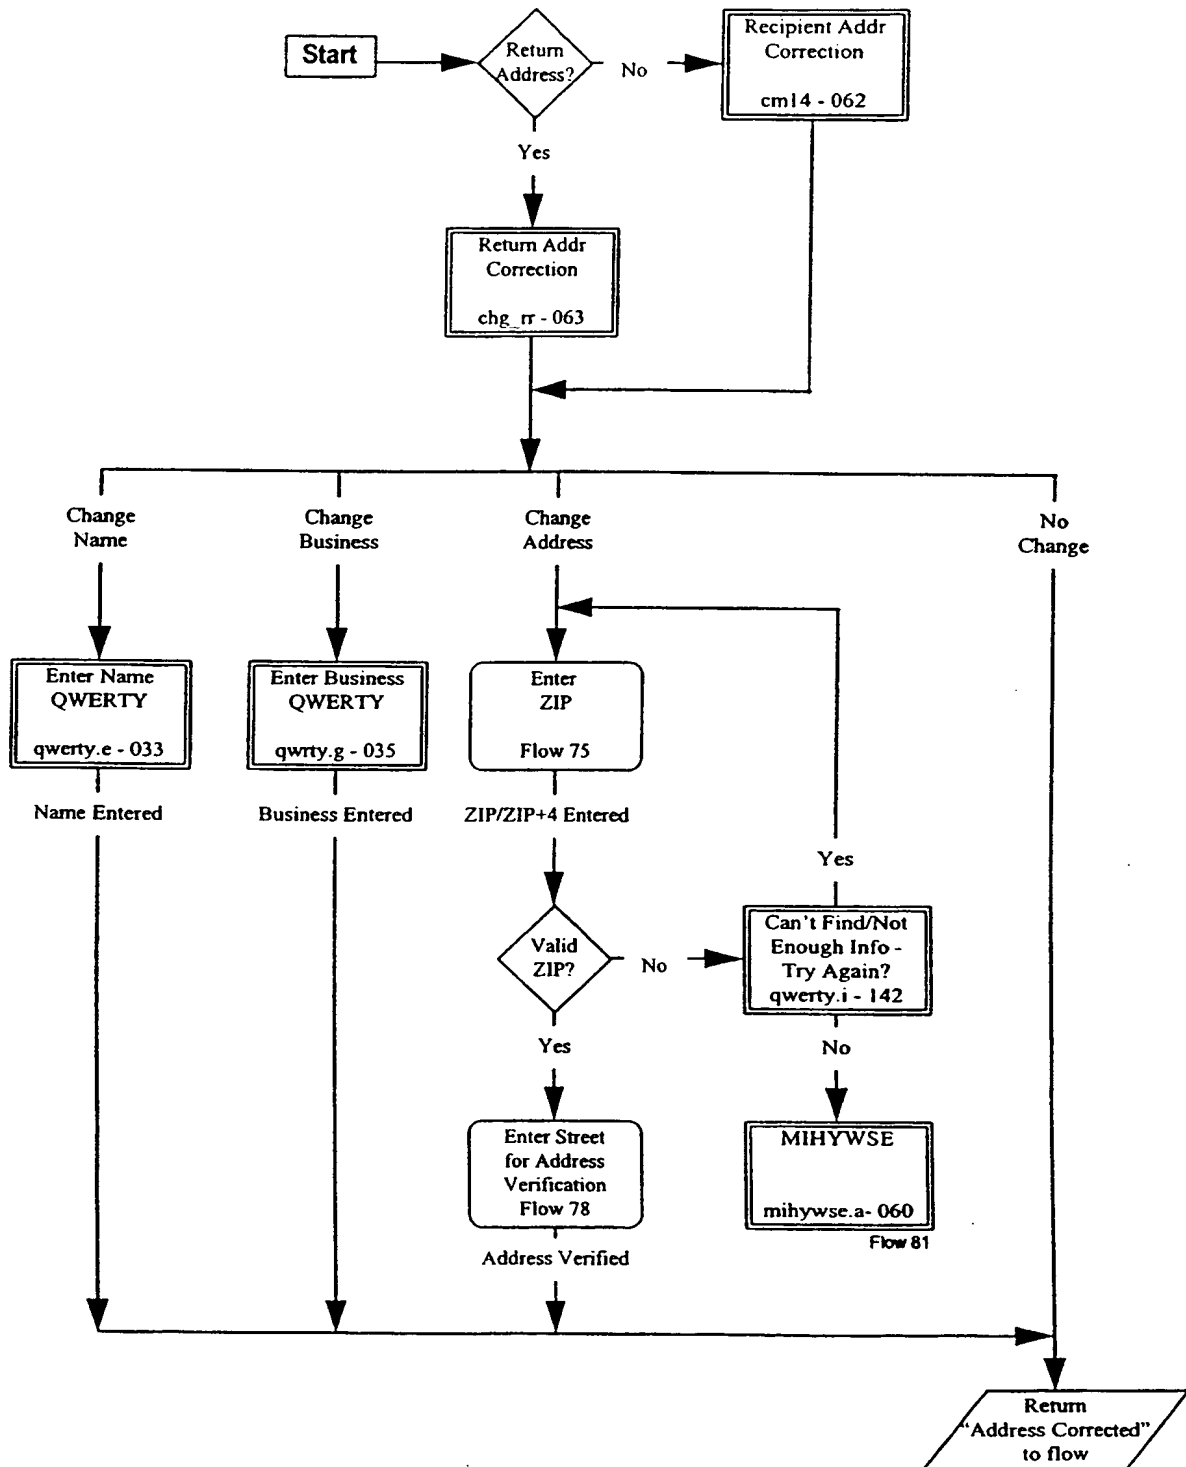 Start
Return
Address?
No
Recipient Addr
Correction
cm14 - 062
Yes
Return Addr
Correction
chg_rr - 063
Change
Name
Change
Business
Change
Address
No
Change
Enter Name
QWERTY
qwerty.e - 033
Enter Business
QWERTY
qwrty.g - 035
Enter
ZIP
Flow 75
Name Entered
Business Entered
ZIP/ZIP+4 Entered
Yes
Valid
ZIP?
No
Can't Find/Not
Enough Info -
Try Again?
qwerty.i - 142
Yes
No
Enter Street
for Address
Verification
Flow 78
MIHYWSE
mihywse.a- 060
Flow 81
Address Verified
Return
"Address Corrected"
to flow